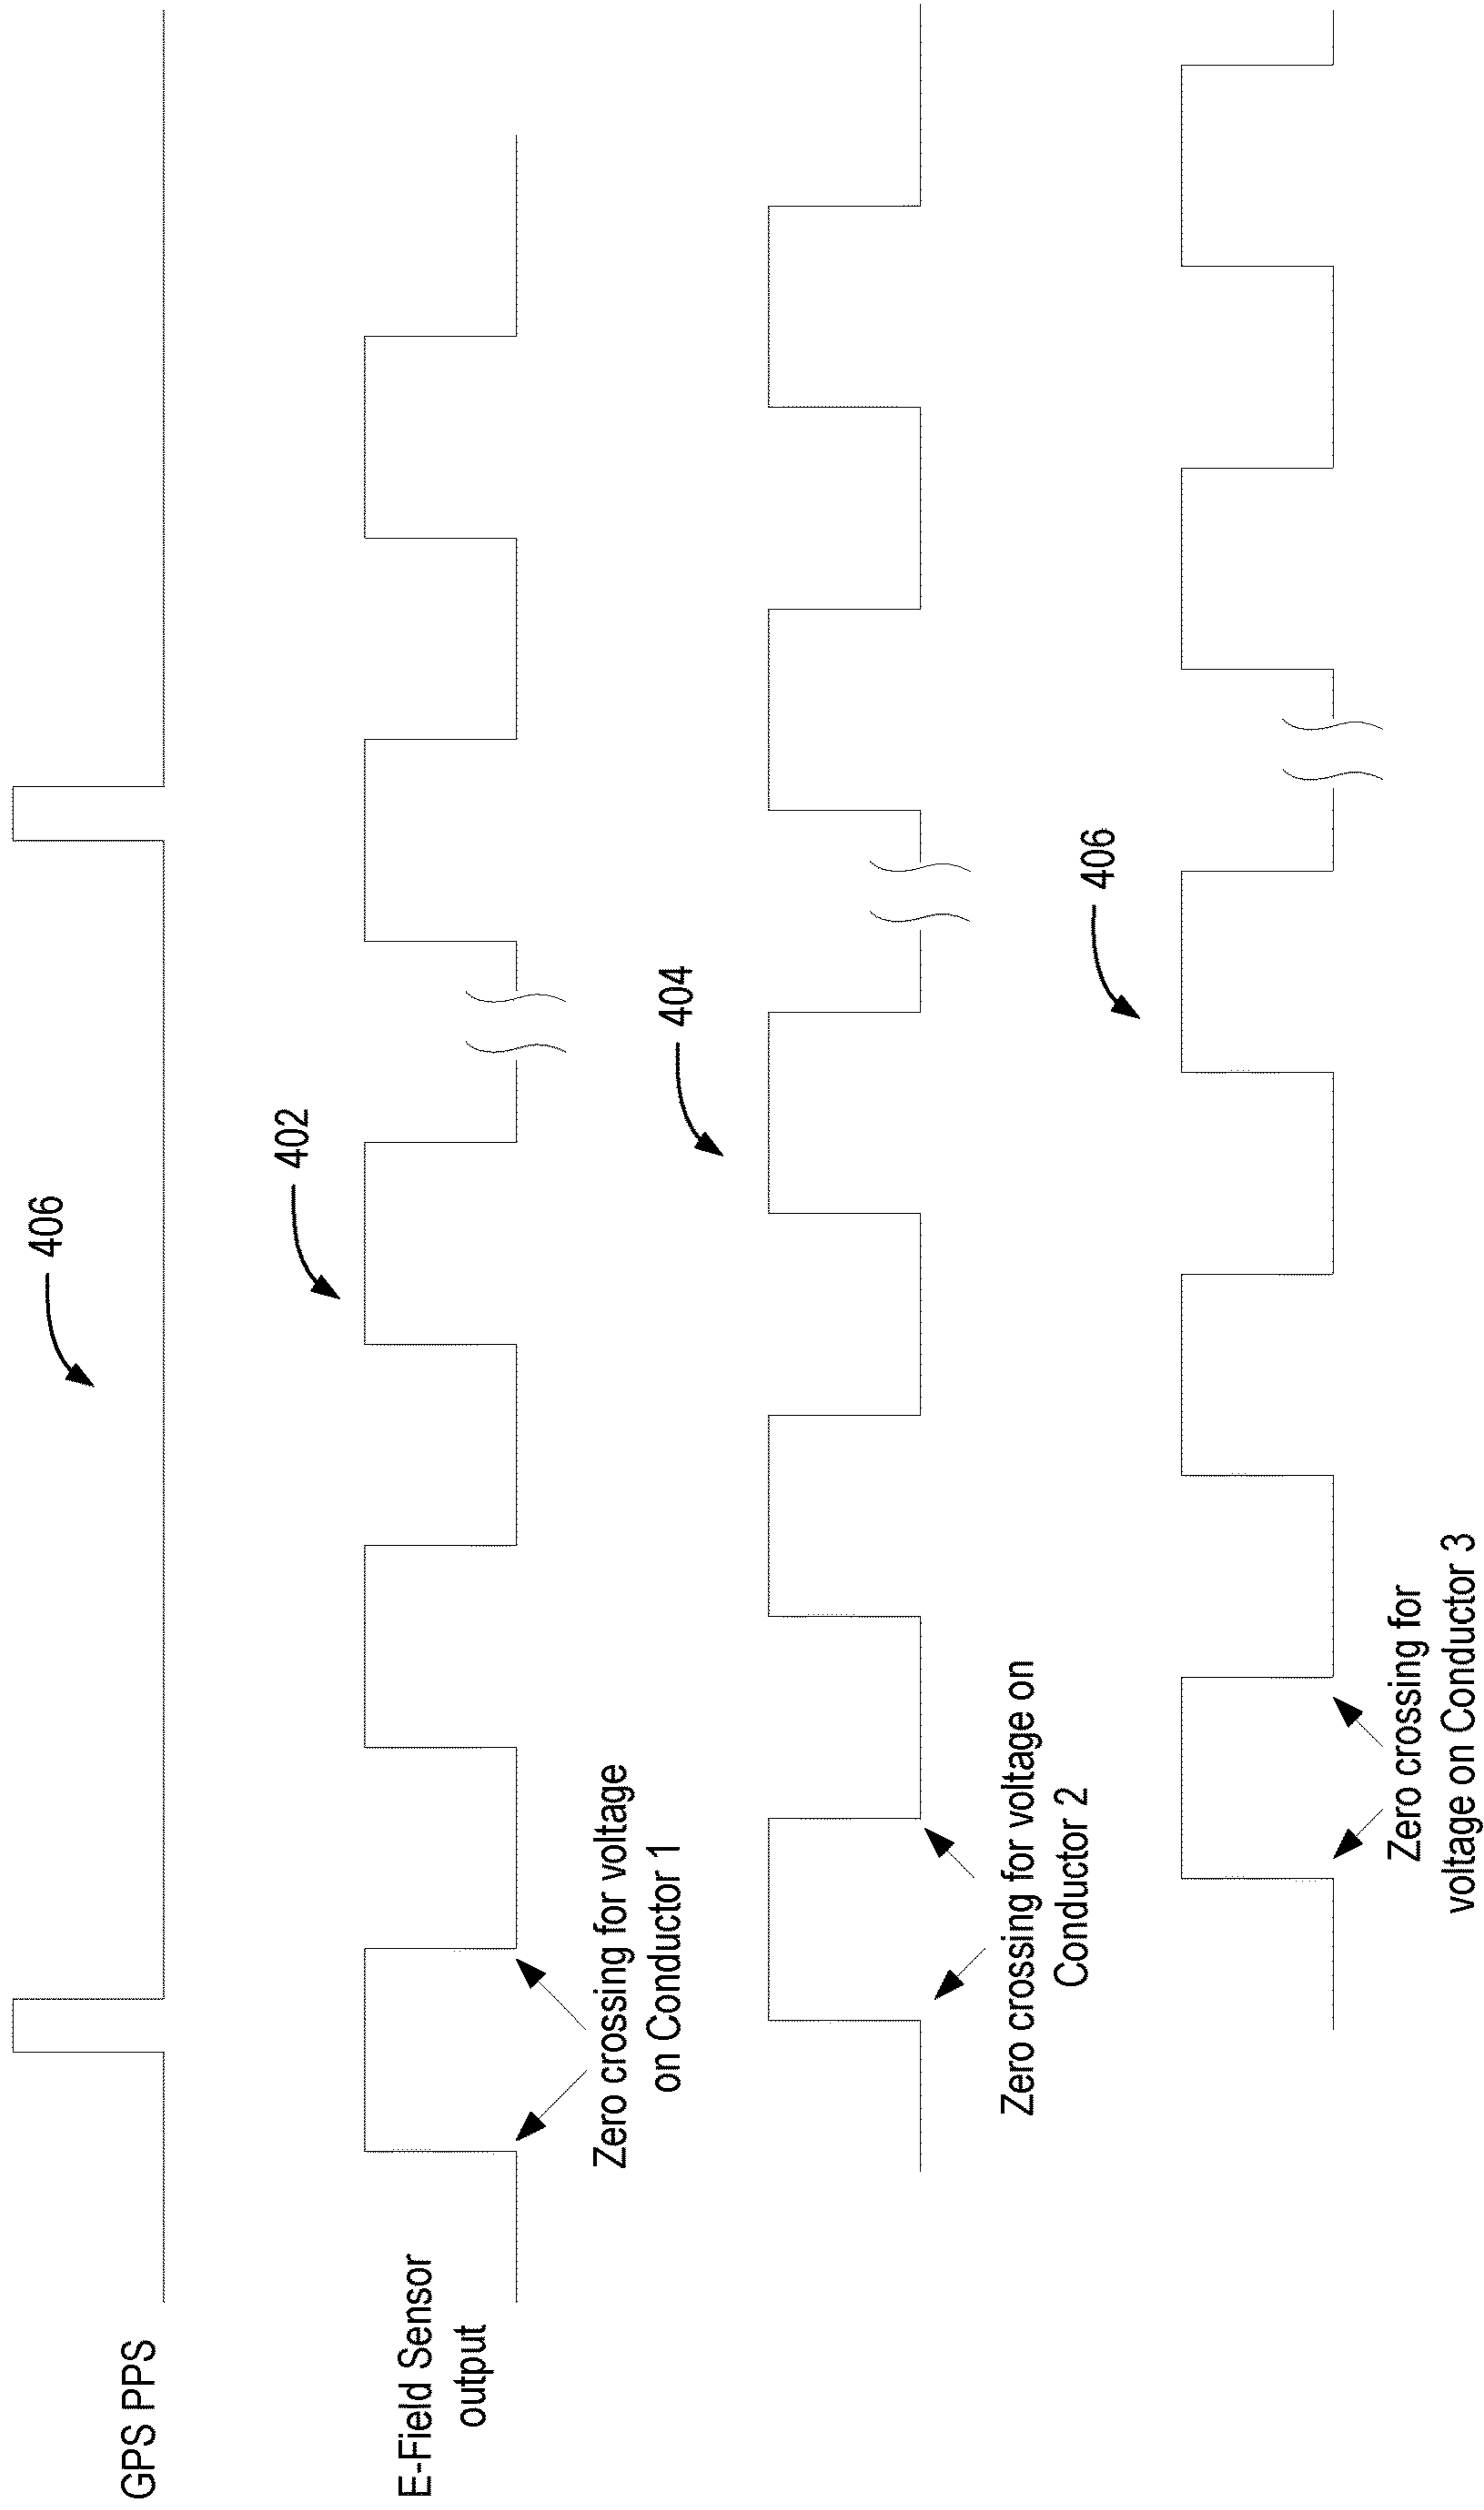 GPS PPS
406
E-Field Sensor
output
402
Zero crossing for voltage
on Conductor 1
404
Zero crossing for voltage on
Conductor 2
406
Zero crossing for
voltage on Conductor 3